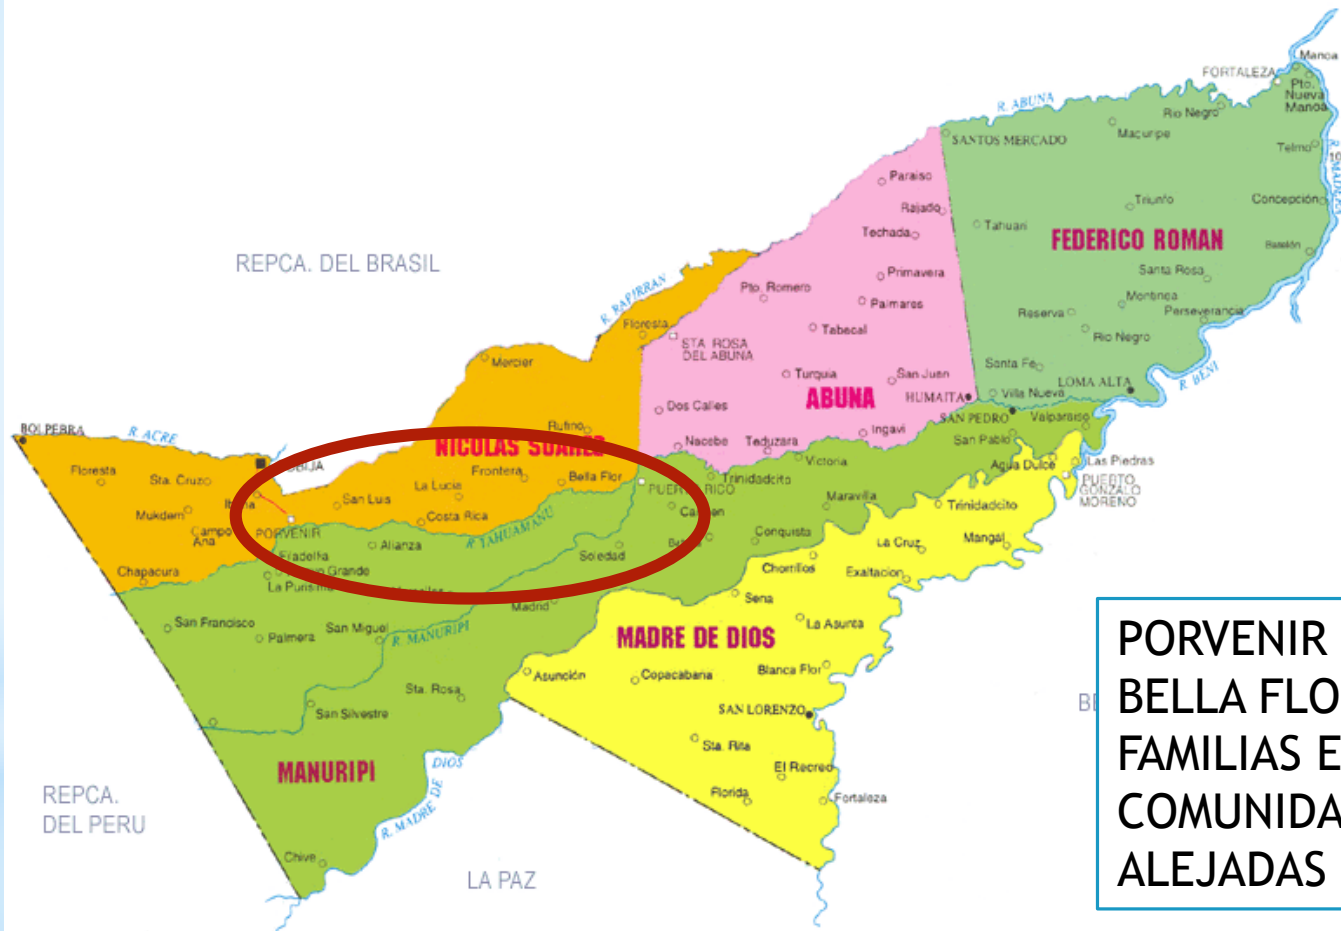 Manoa
FORTALEZA
Pto.
Nueva
Manoa
R. ABUNA
Rio Negro
Maçuripe
SANTOS MERCADO
Telmo
Paraiso
Triunfo
Concepción
Rajado
Tahuari
Techada
FEDERICO ROMAN
REPCA. DEL BRASIL
Santa Rosa
Primavera
R. RAPIRRAN
Pto. Romero
Palmares
Perseverancia
Reserva
Floresta
Tabecal
Rio Negro
STA ROSA
DEL ABUNA
Mercier
Santa Fe
Turquia
San Juan
LOMA ALTA
R. BENI
ABUNA
HUMAITA
Villa Nueva
Dos Calles
SAN PEDRO
Valparaiso
BOLPEBRA
R. ACRE
Rufino
Ingavi
San Pablo
NICOLAS SUAREZ
Nacebe
Teduzara
Victoria
Agua Dulce
Las Piedras
Floresta
Sta. Cruz
Frontera
Bella Flor
Trinidadcito
PUERTO
GONZALO
MORENO
La Lucia
San Luis
Maravilla
Trinidadcito
Mukdem
Costa Rica
Campo
Ana
PORVENIR
R. TAHUAMANU
Conquista
Alianza
Soledad
La Cruz
Mangal
Chapacura
Chorrillos
Exaltacion
Madrid
Sena
San Francisco
San Miguel
La Asunta
Palmera
R. MANURIPI
MADRE DE DIOS
Asunción
Copacabana
Blanca Flor
Sta. Rosa
San Silvestre
SAN LORENZO
Sta. Rita
MANURIPI
El Recreo
R. MADRE DE DIOS
Florida
Fortaleza
REPCA.
DEL PERU
Chive
LA PAZ
PORVENIR
BELLA FLO
FAMILIAS E
COMUNIDA
ALEJADAS